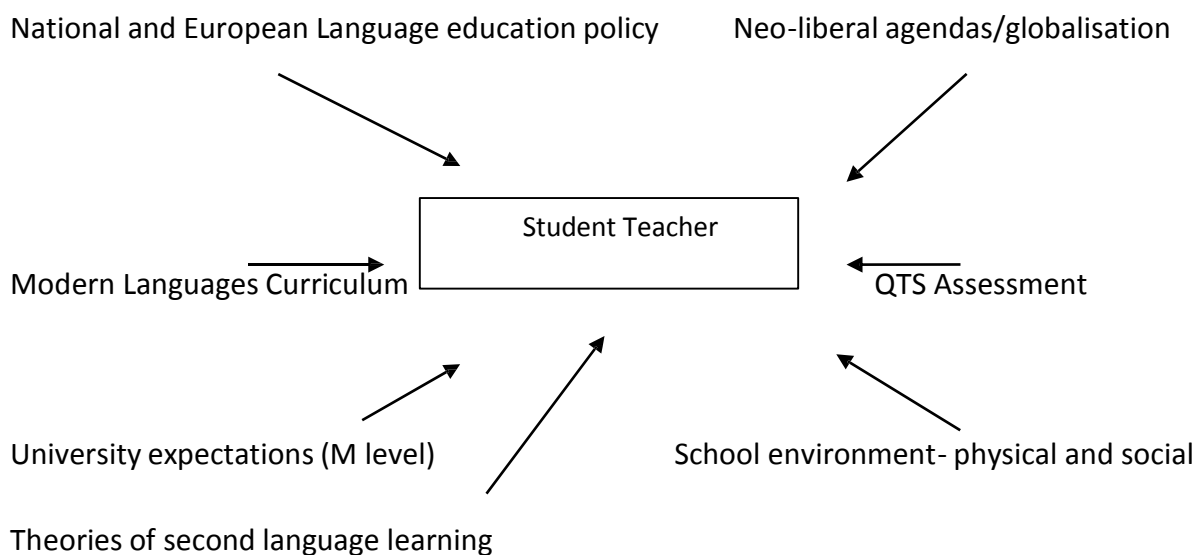 National and European Language education policy
Neo-liberal agendas/globalisation
Student Teacher
Modern Languages Curriculum
QTS Assessment
University expectations (M level)
School environment- physical and social
Theories of second language learning